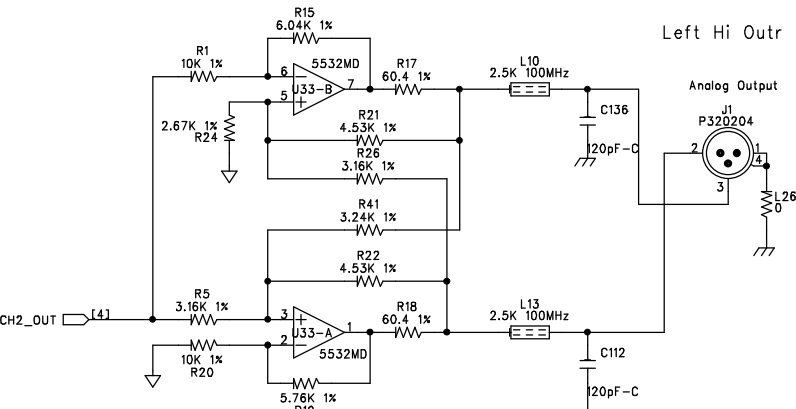 Left Hi Outr
R15
6.04K 1%
R1
10K 1%
6
5532MD
U33-B
7
5
R17
60.4 1%
L10
2.5K 100MHz
Analog Output
J1
P320204
C136
120pF-C
2.67K 1%
R24
R21
4.53K 1%
R26
3.16K 1%
2
1
4
3
L26
0
R41
3.24K 1%
R22
4.53K 1%
CH2_OUT
[4]
R5
3.16K 1%
3
U33-A
1
2
5532MD
R18
60.4 1%
L13
2.5K 100MHz
10K 1%
R20
C112
120pF-C
5.76K 1%